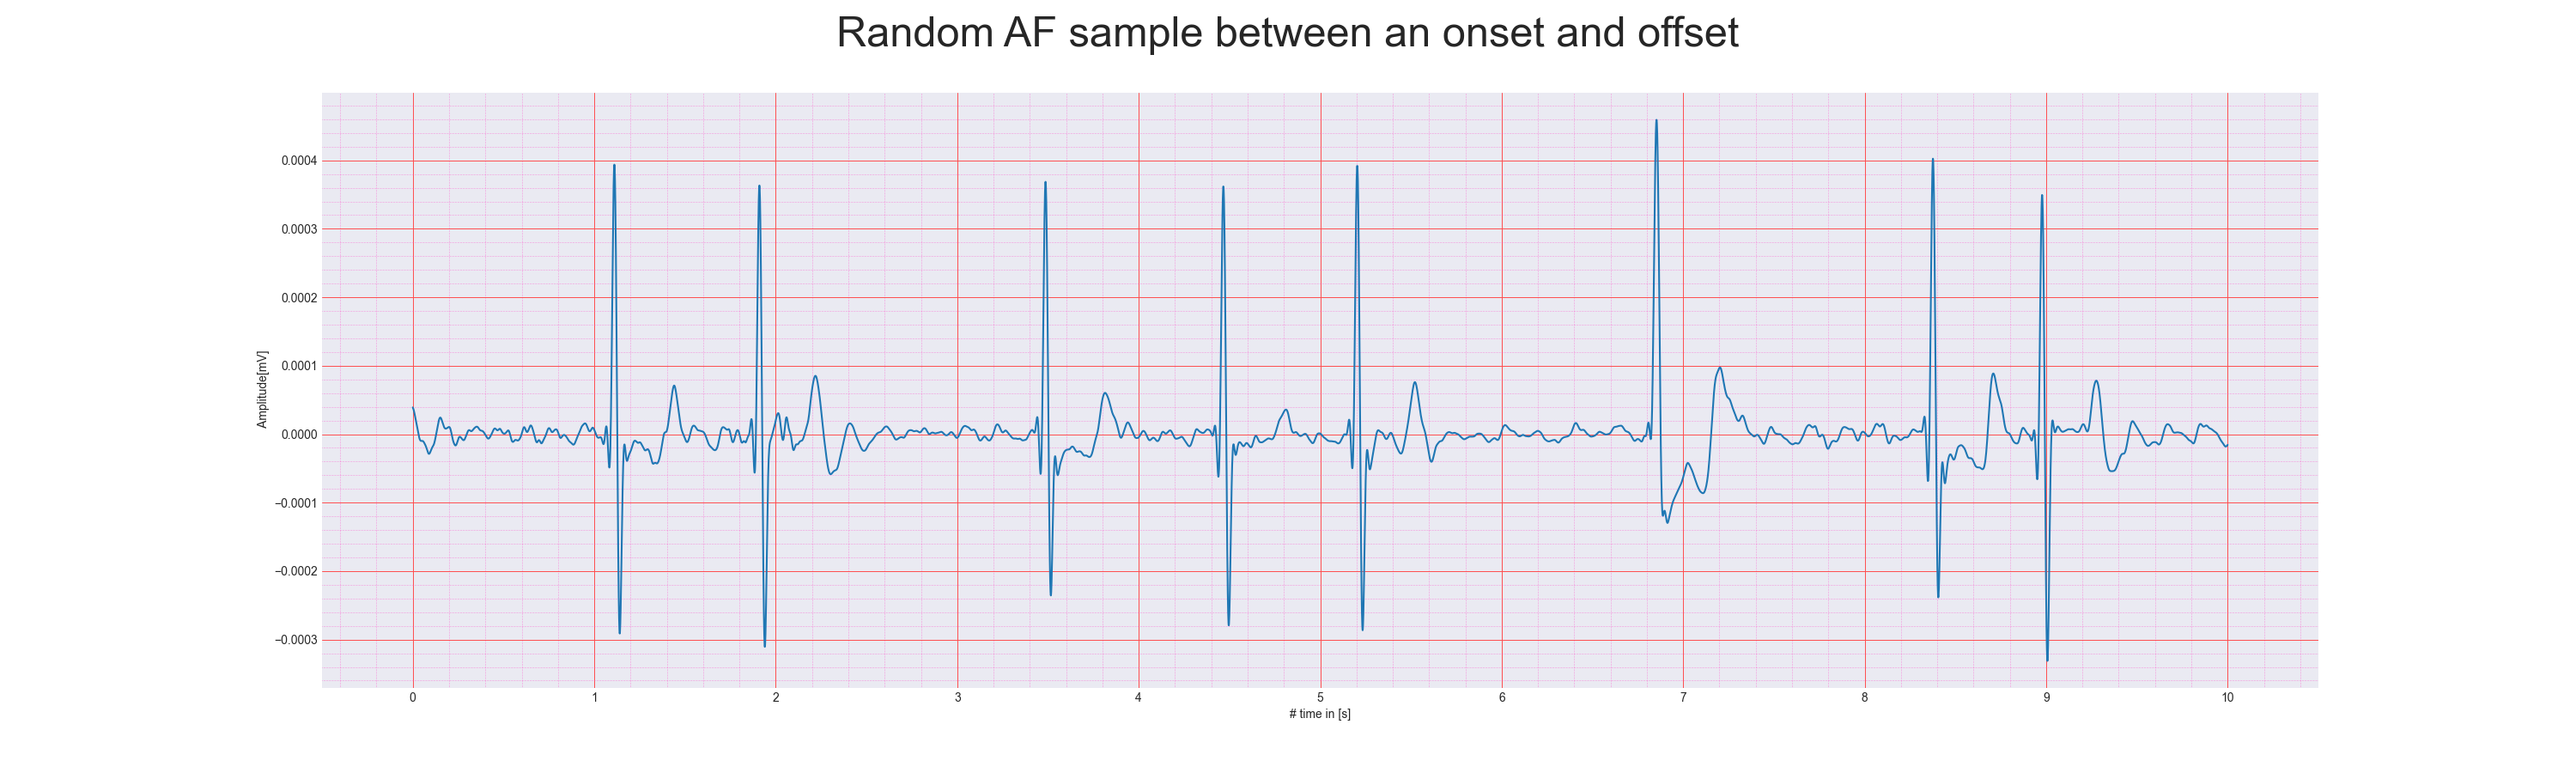 Random AF sample between an onset and offset
0.0004
0.0003
0.0002
0.0001
0.0000
−0.0001
−0.0002
−0.0003
Amplitude[mV]
0 1 2 3 4 5 6 7 8 9 10
# time in [s]